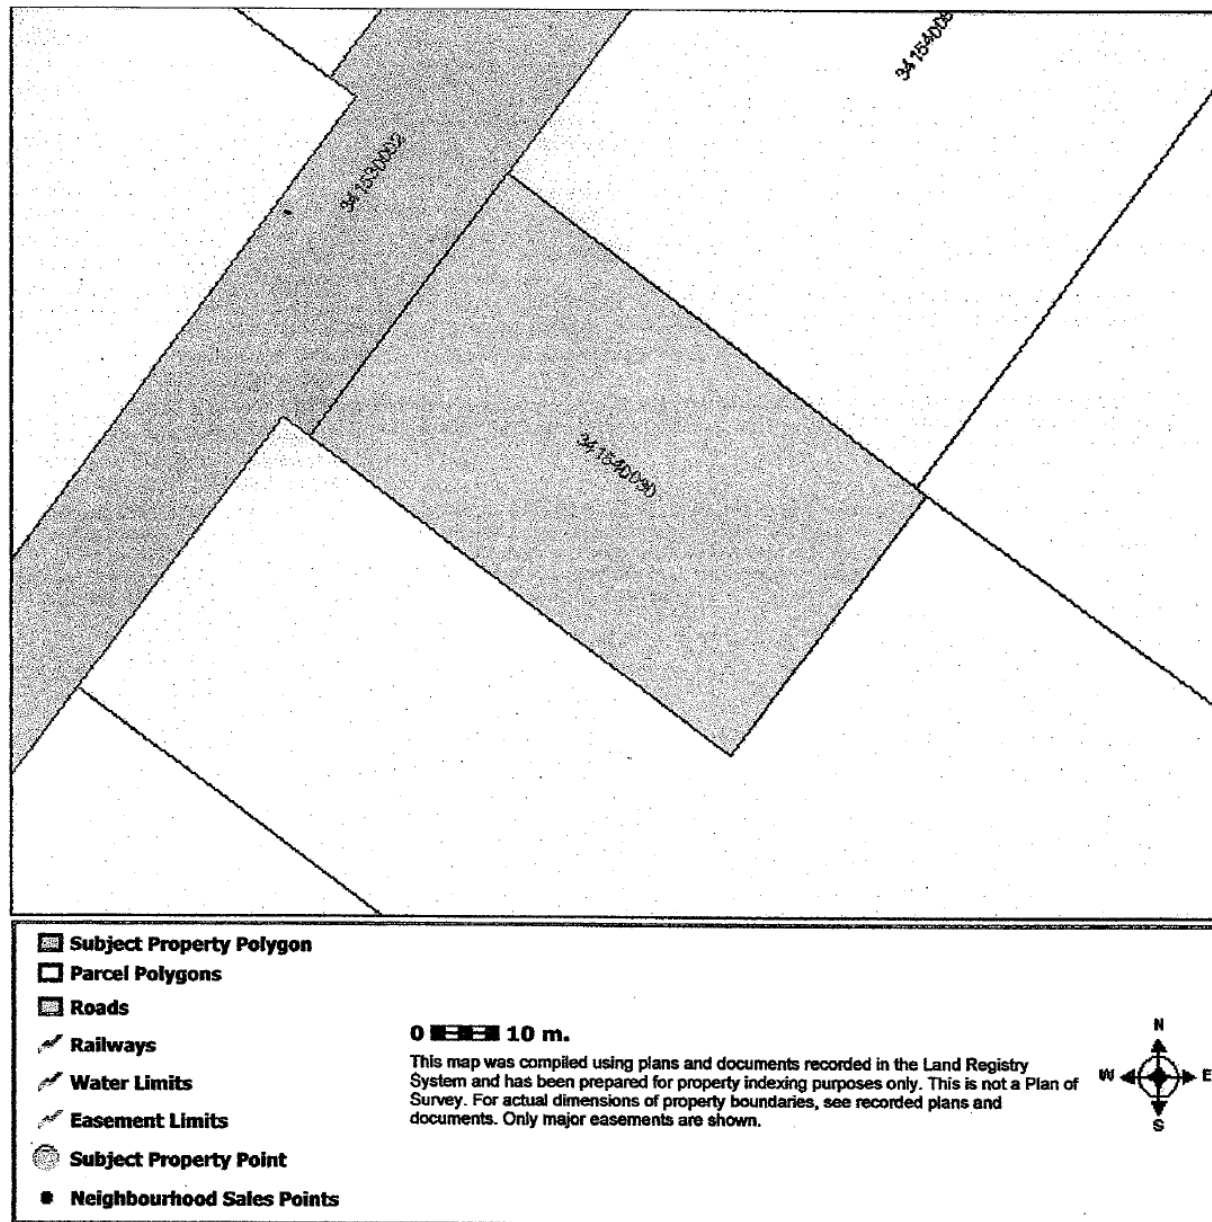 341540090
Subject Property Polygon
Parcel Polygons
Roads
Railways
Water Limits
Easement Limits
Subject Property Point
Neighbourhood Sales Points
0 10 m.
This map was compiled using plans and documents recorded in the Land Registry
System and has been prepared for property indexing purposes only. This is not a Plan of
Survey. For actual dimensions of property boundaries, see recorded plans and
documents. Only major easements are shown.
N
W E
S